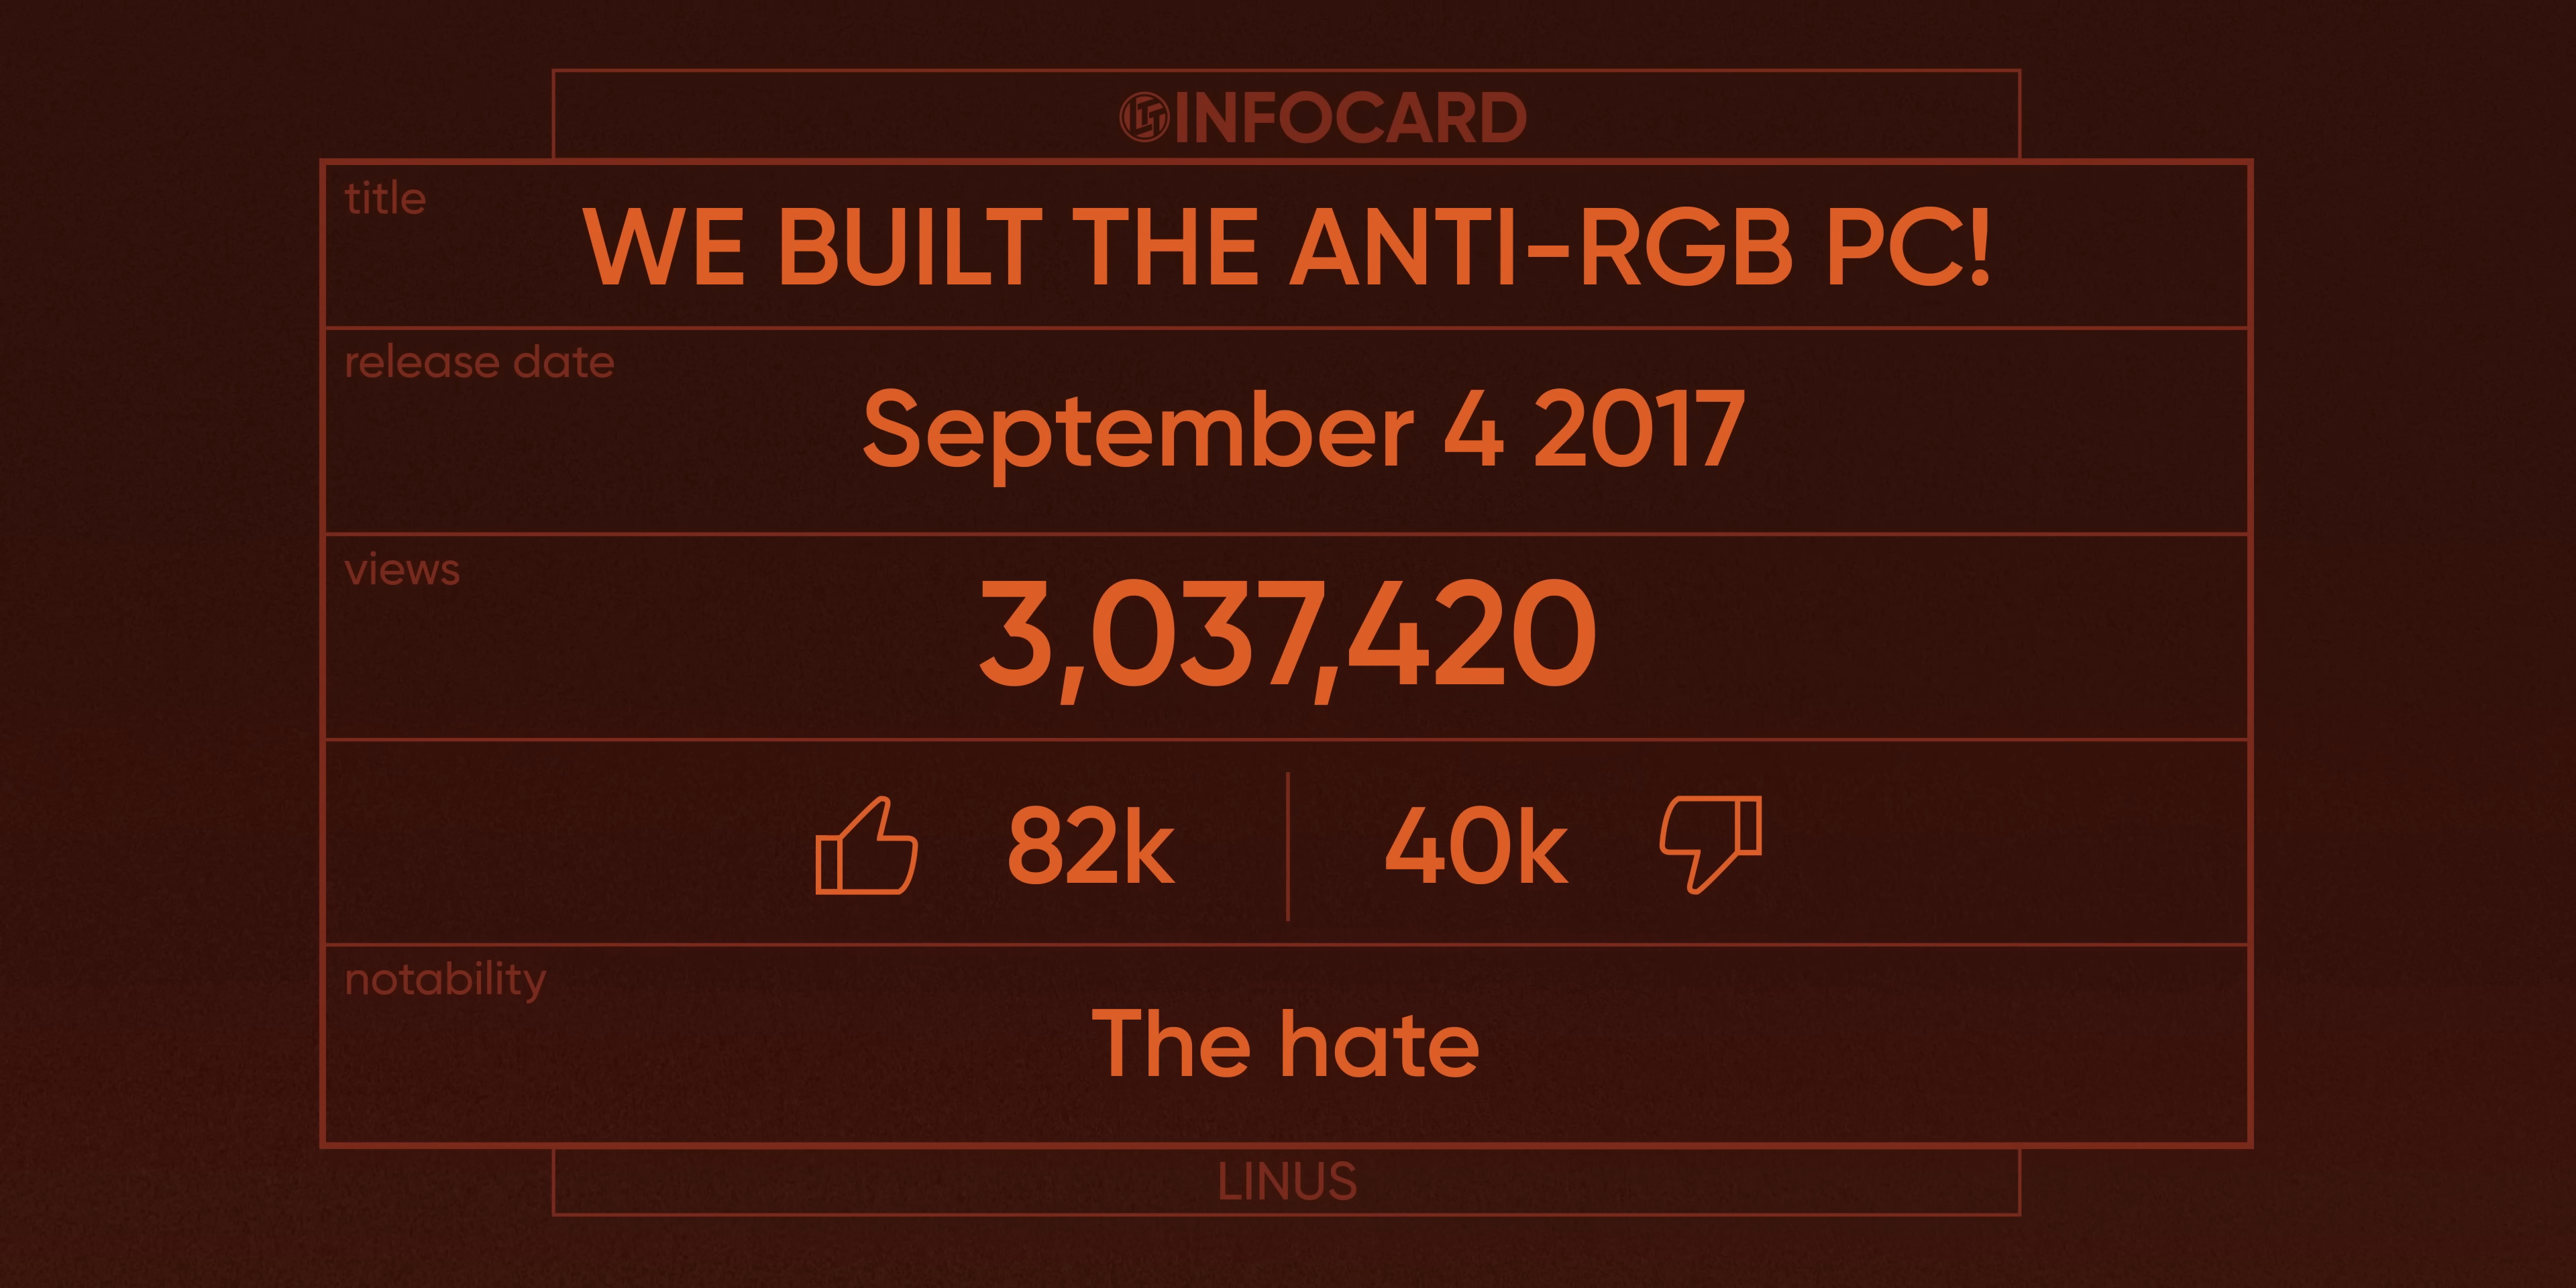 LTT INFOCARD
title
WE BUILT THE ANTI-RGB PC!
release date
September 4 2017
views
3,037,420
82k
40k
notability
The hate
LINUS